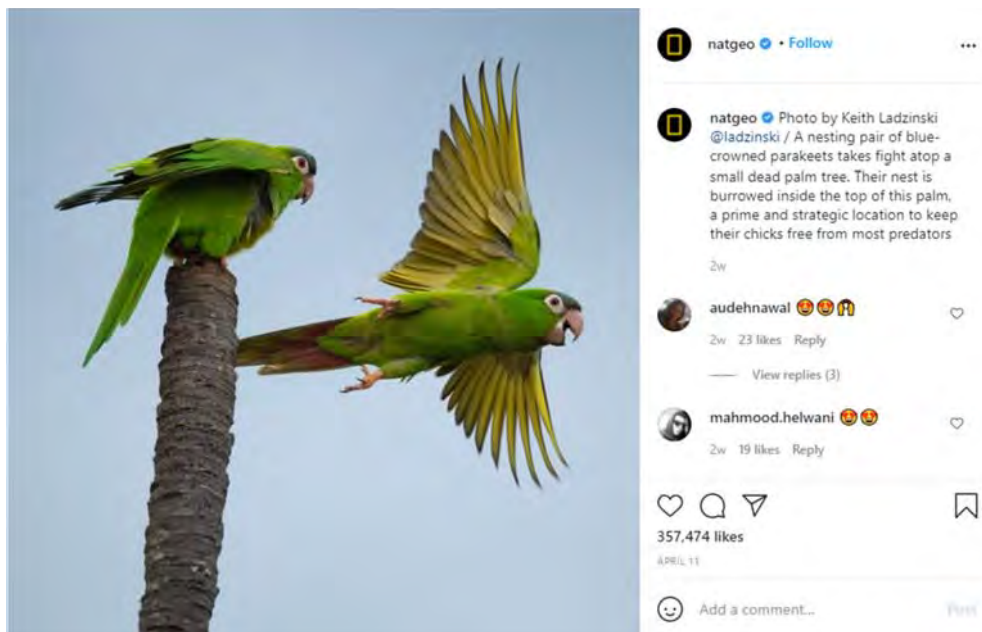 natgeo • Follow
natgeo Photo by Keith Ladzinski
@ladzinski / A nesting pair of blue-
crowned parakeets takes fight atop a
small dead palm tree. Their nest is
burrowed inside the top of this palm,
a prime and strategic location to keep
their chicks free from most predators
2w
audehnawal 😍😍🙌
2w 23 likes Reply
View replies (3)
mahmood.helwani 😍😍
2w 19 likes Reply
357,474 likes
APRIL 11
Add a comment...
Post